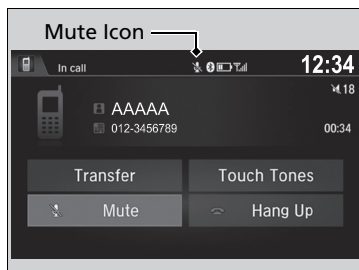 Mute Icon
In call
12:34
18
AAAAA
012-3456789
00:34
Transfer
Touch Tones
Mute
Hang Up